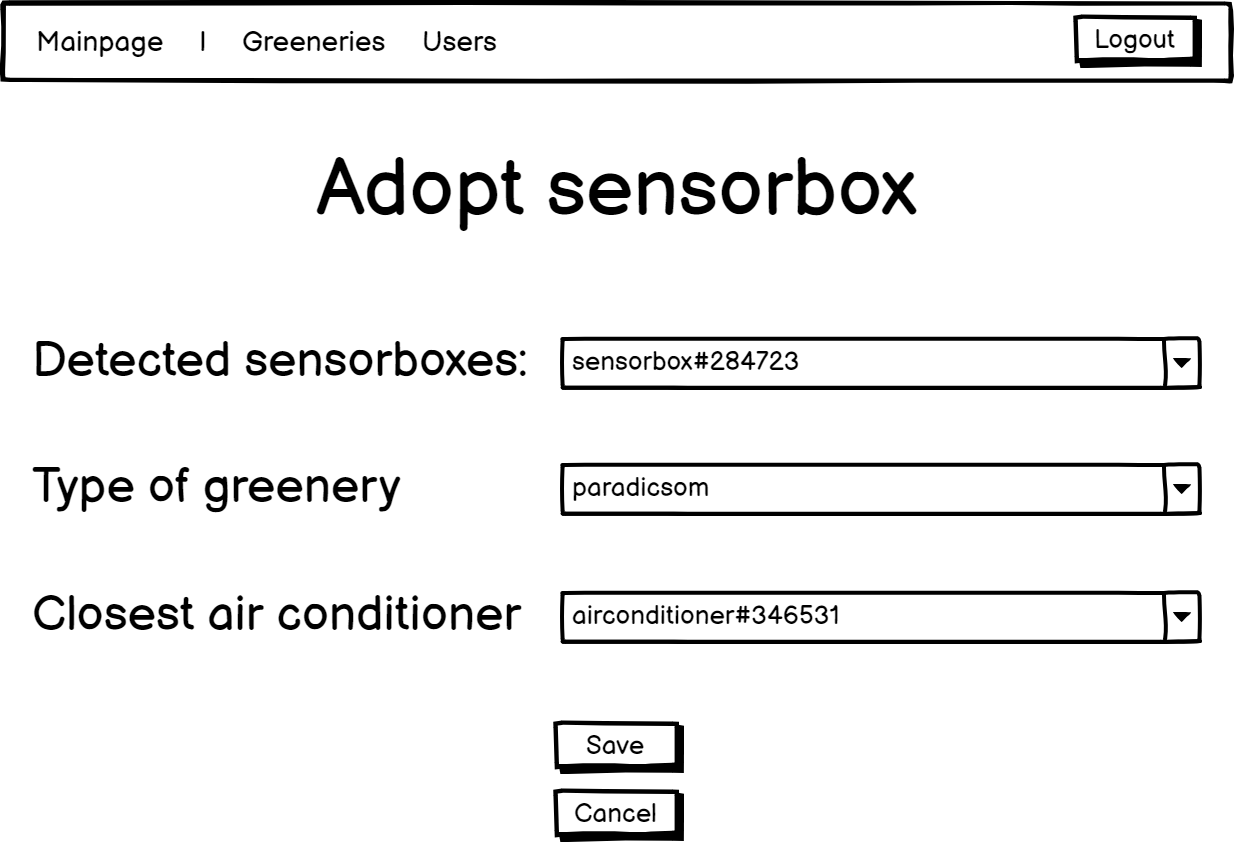 Mainpage | Greeneries Users Logout
Adopt sensorbox
Detected sensorboxes: sensorbox#284723
Type of greenery paradicsom
Closest air conditioner airconditioner#346531
Save
Cancel